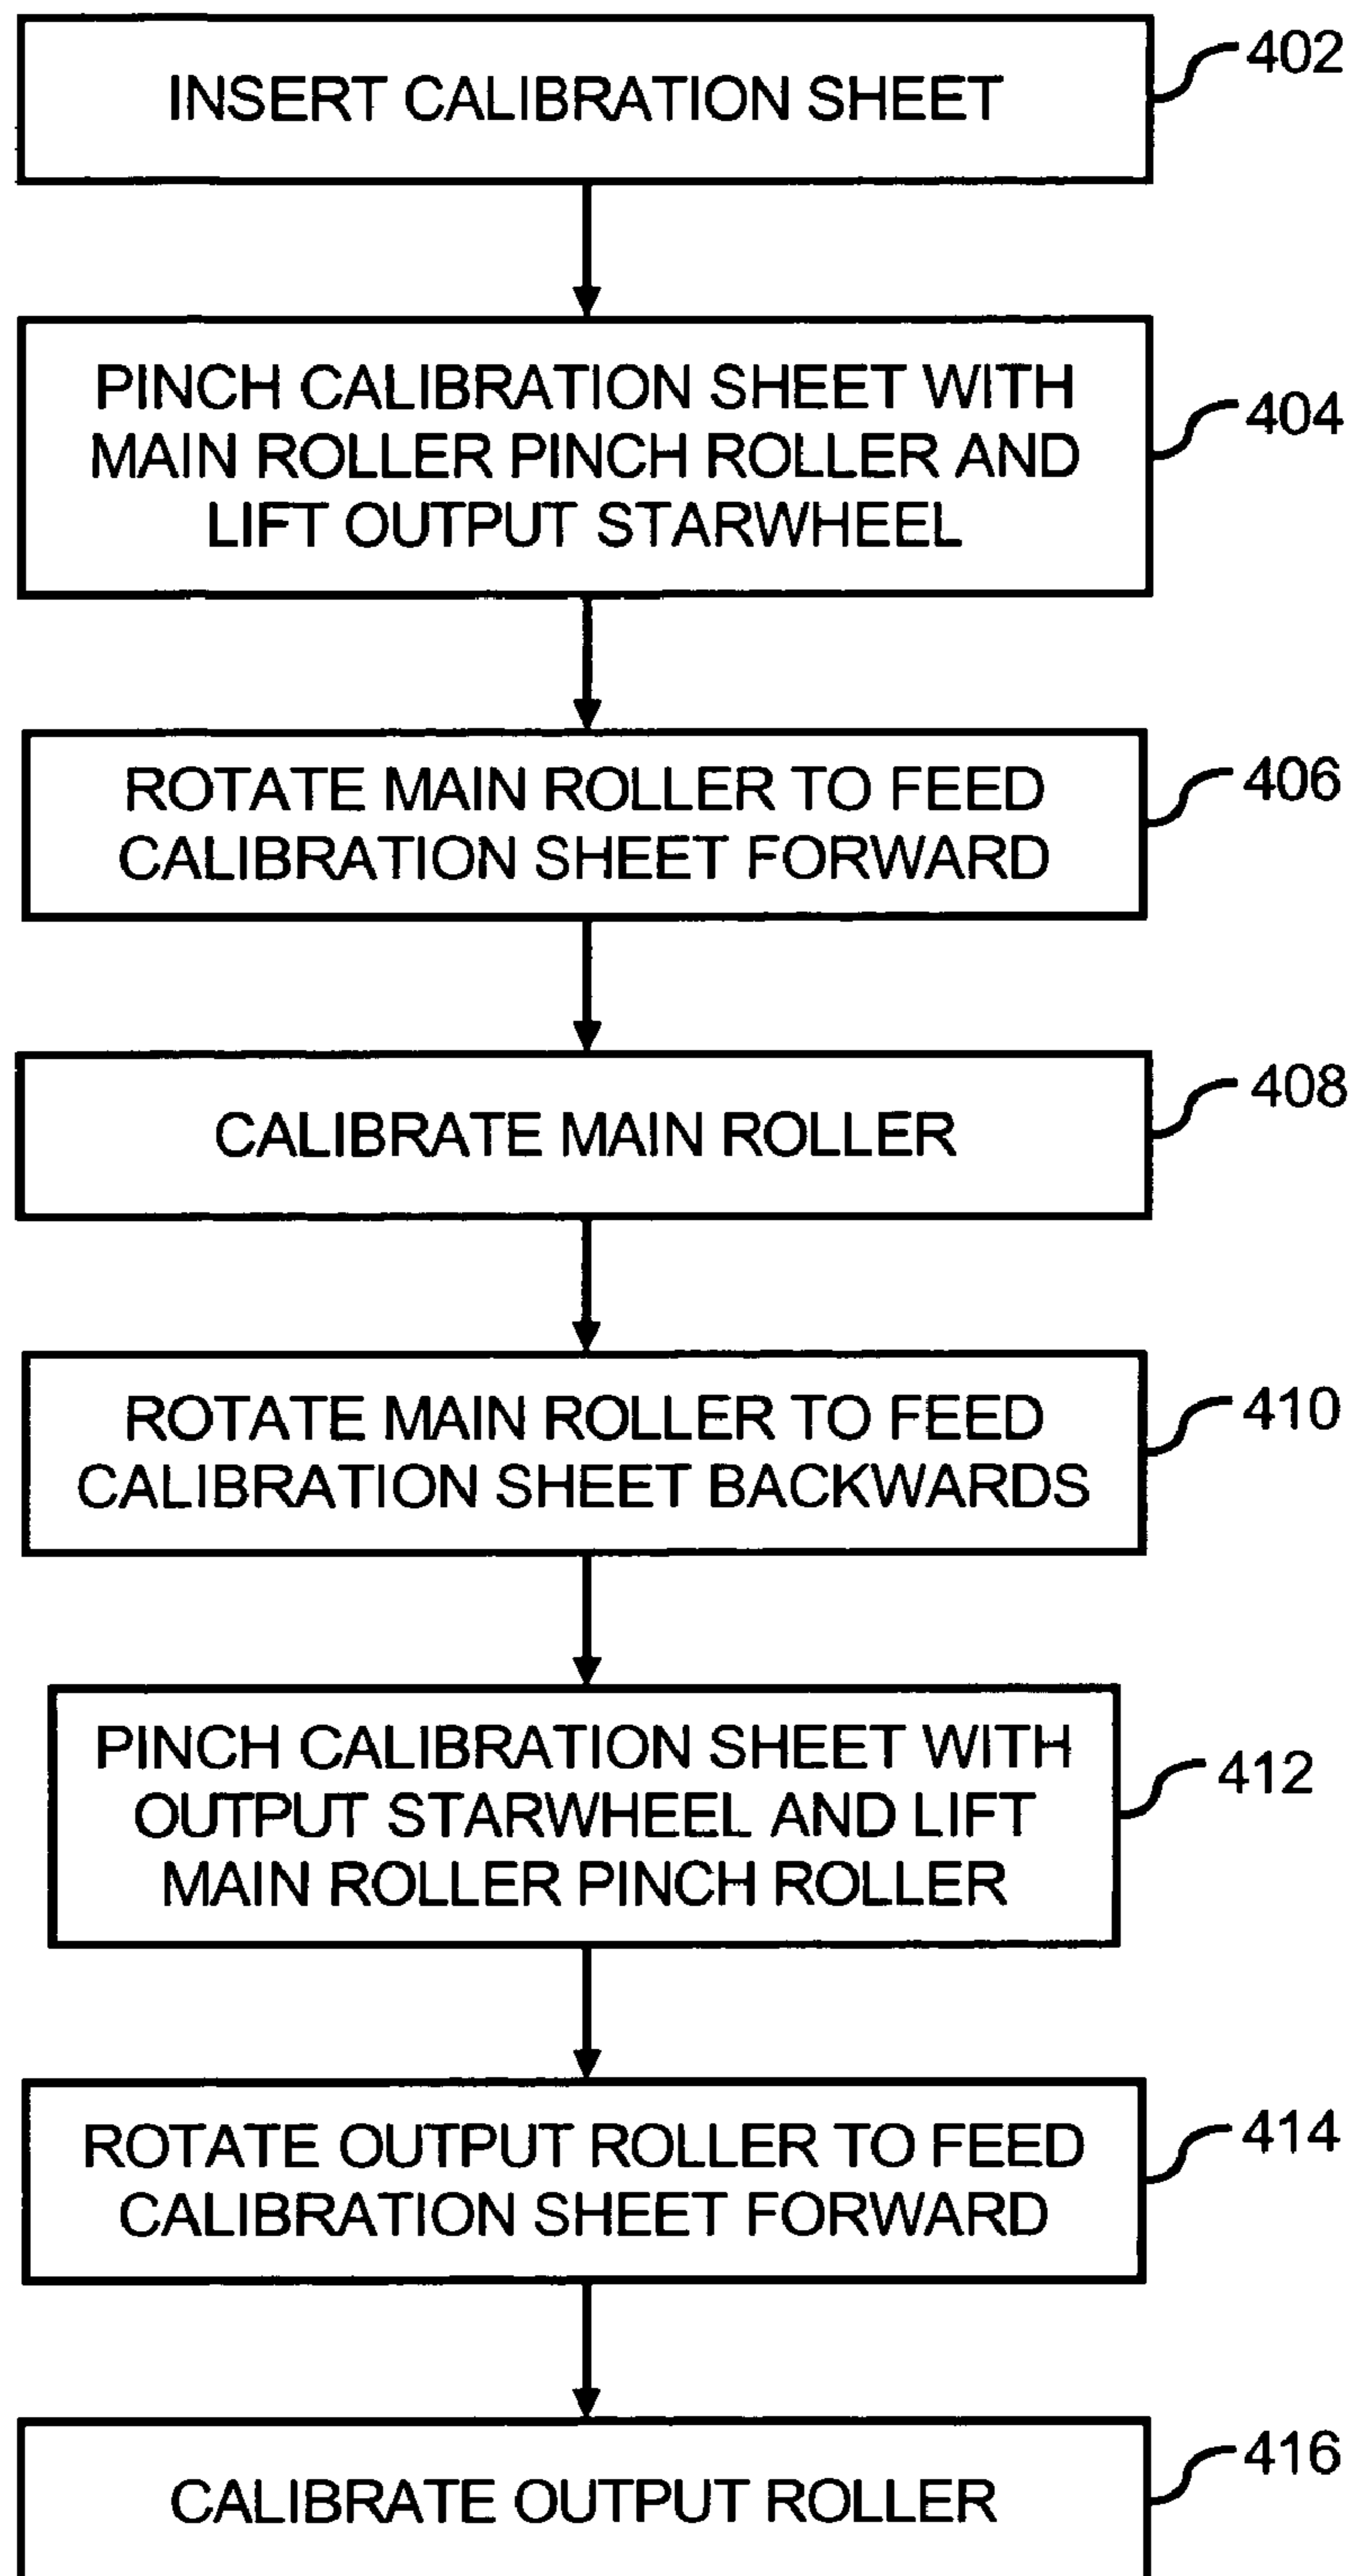 INSERT CALIBRATION SHEET
402
PINCH CALIBRATION SHEET WITH
MAIN ROLLER PINCH ROLLER AND
LIFT OUTPUT STARWHEEL
404
ROTATE MAIN ROLLER TO FEED
CALIBRATION SHEET FORWARD
406
CALIBRATE MAIN ROLLER
408
ROTATE MAIN ROLLER TO FEED
CALIBRATION SHEET BACKWARDS
410
PINCH CALIBRATION SHEET WITH
OUTPUT STARWHEEL AND LIFT
MAIN ROLLER PINCH ROLLER
412
ROTATE OUTPUT ROLLER TO FEED
CALIBRATION SHEET FORWARD
414
CALIBRATE OUTPUT ROLLER
416